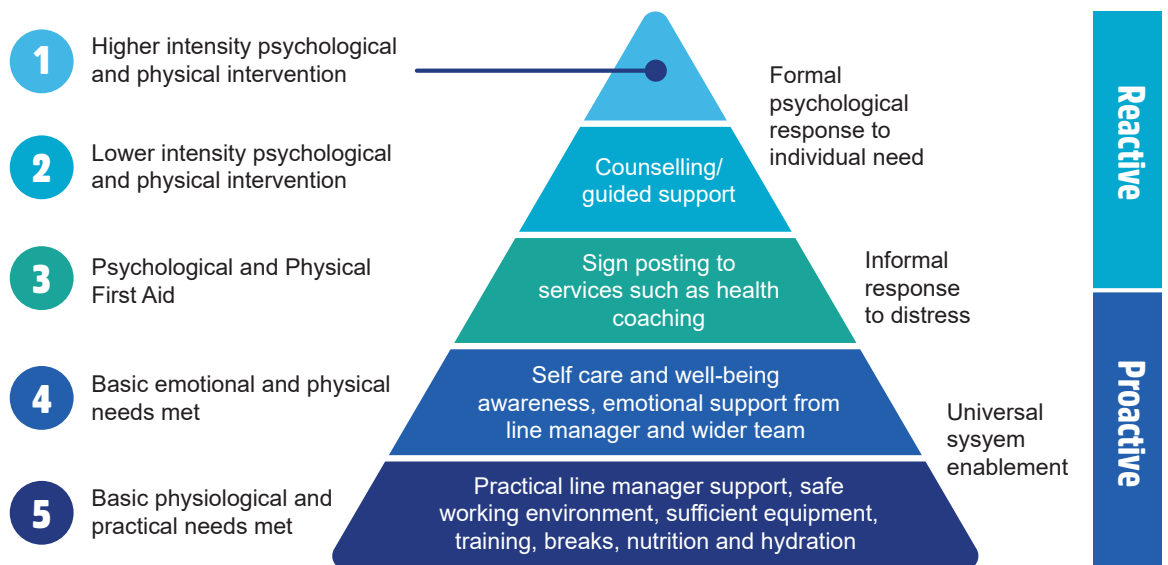 1
Higher intensity psychological
and physical intervention
2
Lower intensity psychological
and physical intervention
3
Psychological and Physical
First Aid
4
Basic emotional and physical
needs met
5
Basic physiological and
practical needs met
Counselling/
guided support
Sign posting to
services such as health
coaching
Self care and well-being
awareness, emotional support from
line manager and wider team
Practical line manager support, safe
working environment, sufficient equipment,
training, breaks, nutrition and hydration
Formal
psychological
response to
individual need
Informal
response
to distress
Universal
sysyem
enablement
Reactive
Proactive